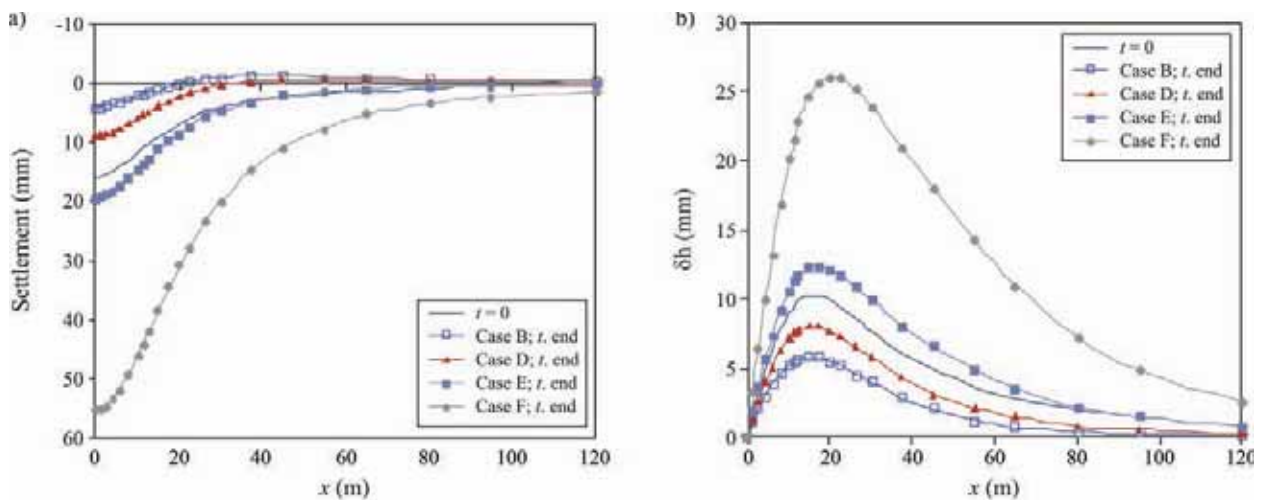 a)
-10
0
10
20
30
40
50
60
Settlement (mm)
t = 0
Case B; t. end
Case D; t. end
Case E; t. end
Case F; t. end
0 20 40 60 80 100 120
x (m)
b)
30
25
20
15
10
5
0
δh (mm)
t = 0
Case B; t. end
Case D; t. end
Case E; t. end
Case F; t. end
0 20 40 60 80 100 120
x (m)